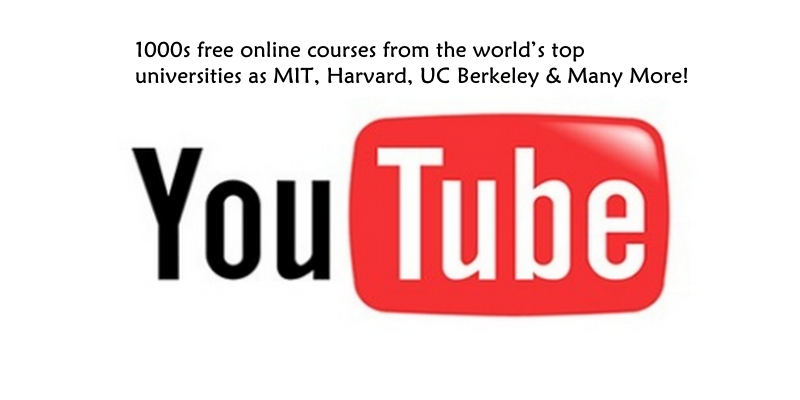 1000s free online courses from the world's top
universities as MIT, Harvard, UC Berkeley & Many More!
YouTube